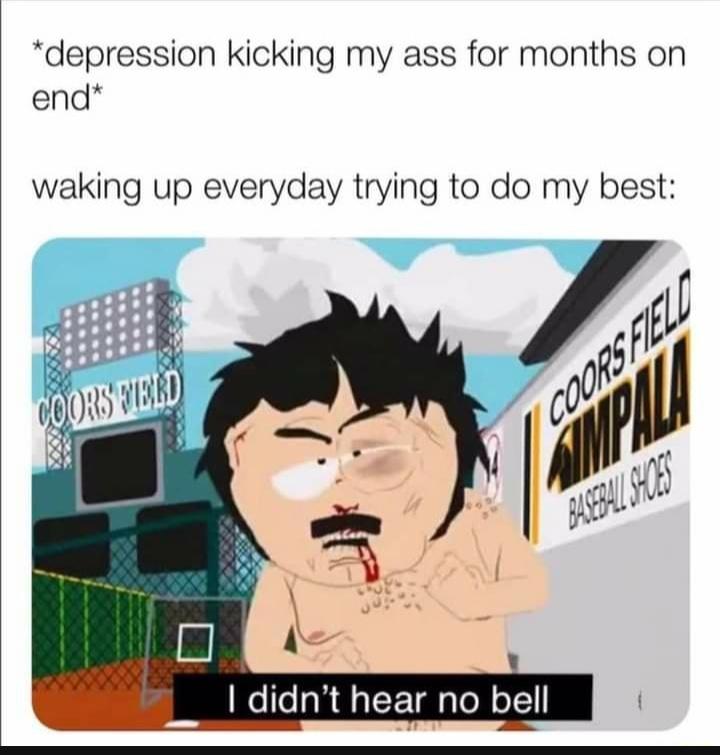 *depression kicking my ass for months on
end*
waking up everyday trying to do my best:
COORS FIELD
COORS FIELD
IMPALA
BASEBALL SHOES
I didn't hear no bell